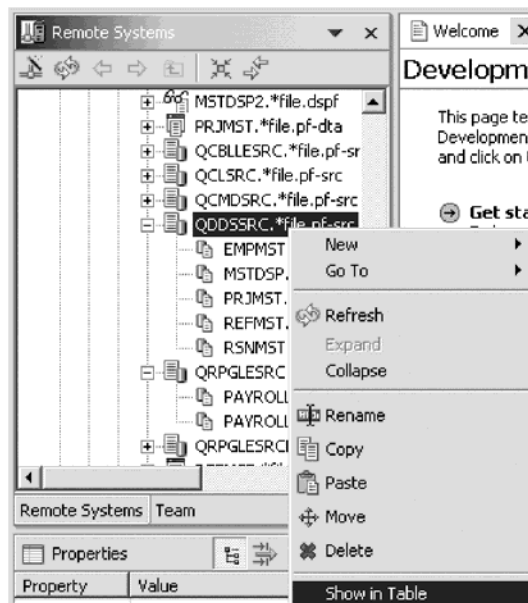 Remote Systems
Welcome
Developm
MSTDSP2.*file.dspf
PRJMST.*file.pf-dta
QCBLLESRC.*file.pf-sr
QCLSRC.*file.pf-src
QCMDSRC.*file.pf-src
QDDSSRC.*file.pf-src
EMPMST
MSTDSP.
PRJMST.
REFMST.
RSNMST
QRPGLESRC
PAYROLL
PAYROLL
QRPGLESRC
This page te
Developmen
and click on
Get sta
New
Go To
Refresh
Expand
Collapse
Rename
Copy
Paste
Move
Delete
Show in Table
Remote Systems Team
Properties
Property Value